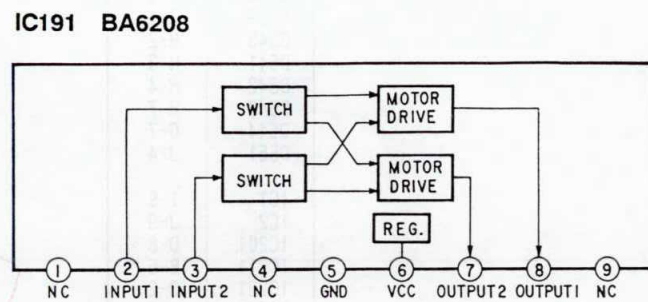 IC191 BA6208
SWITCH
MOTOR
DRIVE
SWITCH
MOTOR
DRIVE
REG.
1 2 3 4 5 6 7 8 9
NC INPUT1 INPUT2 NC GND VCC OUTPUT2 OUTPUT1 NC